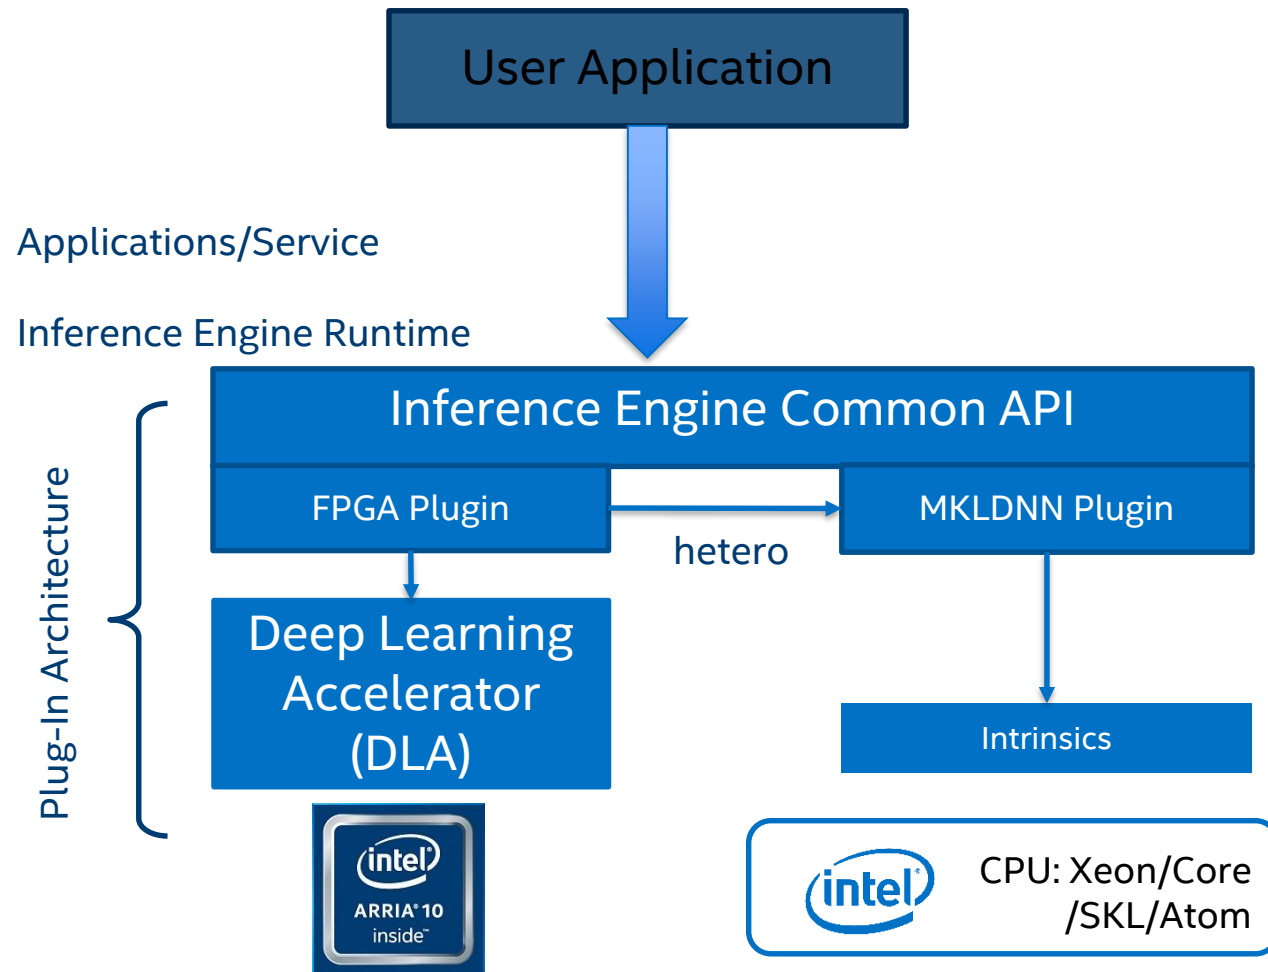 User Application
Applications/Service
Inference Engine Runtime
Inference Engine Common API
FPGA Plugin
MKLDNN Plugin
hetero
Plug-In Architecture
Deep Learning
Accelerator
(DLA)
Intrinsics
intel®
ARRIA® 10
inside™
intel
CPU: Xeon/Core
/SKL/Atom